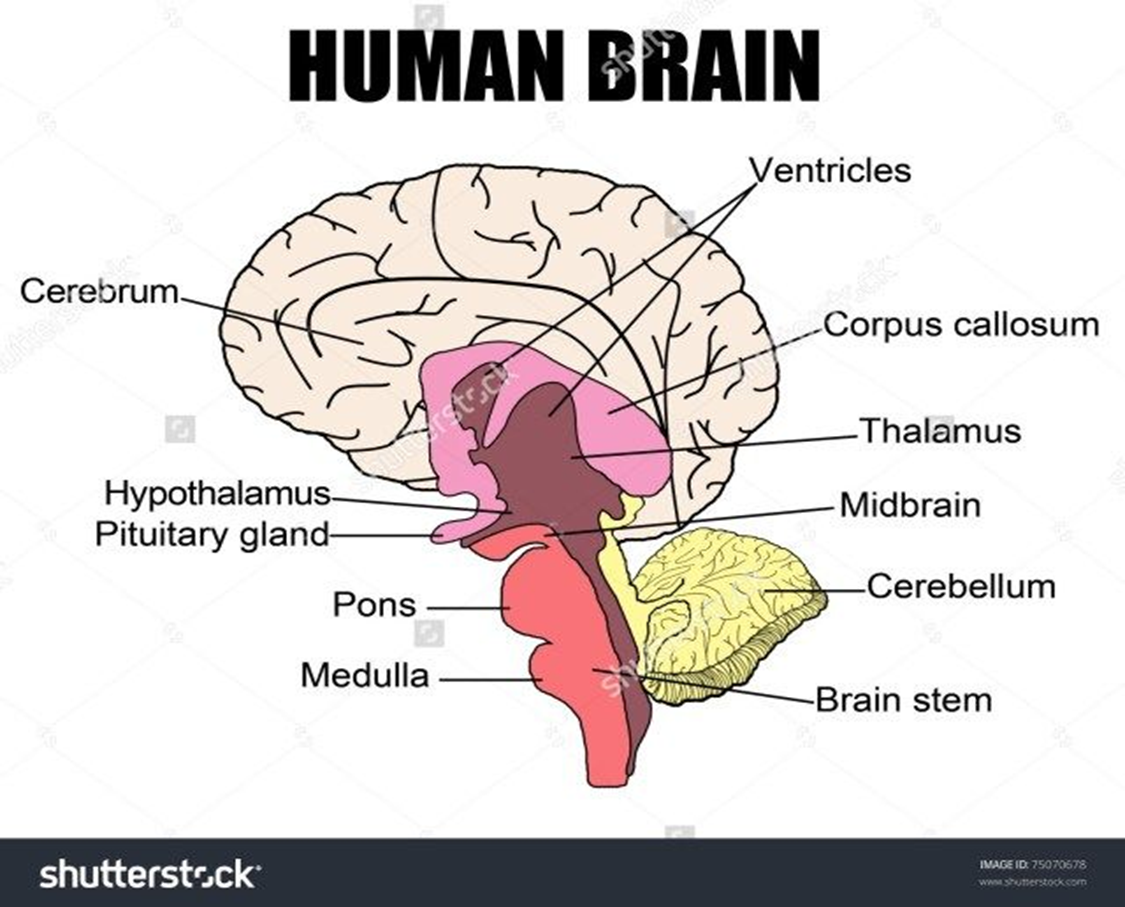 HUMAN BRAIN
Ventricles
Cerebrum
Corpus callosum
Thalamus
Hypothalamus
Midbrain
Pituitary gland
Cerebellum
Pons
Medulla
Brain stem
shutterstock
IMAGE ID: 75070678
www.shutterstock.com